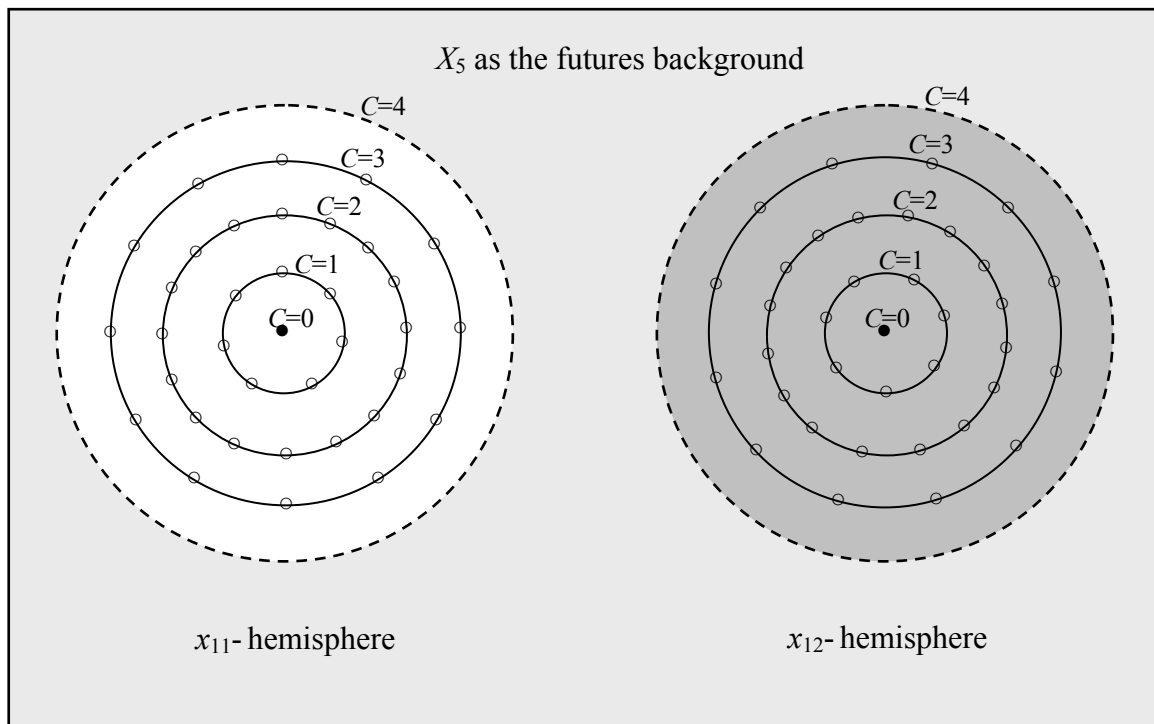 X₅ as the futures background
C=4
C=3
C=2
C=1
C=0
x₁₁- hemisphere
C=4
C=3
C=2
C=1
C=0
x₁₂- hemisphere